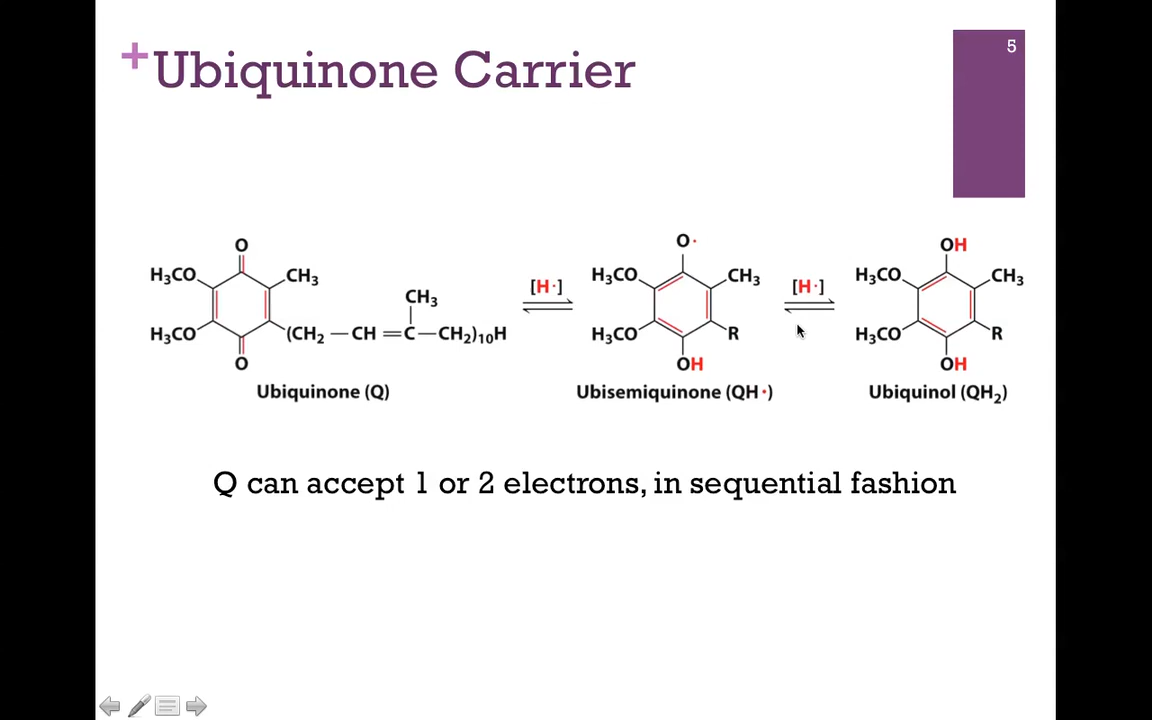 +Ubiquinone Carrier
5
O
H₃CO
CH₃
H₃CO
(CH₂—CH=C—CH₂)₁₀H
CH₃
O
Ubiquinone (Q)
[H·]
O·
H₃CO
CH₃
H₃CO
R
OH
Ubisemiquinone (QH·)
[H·]
OH
H₃CO
CH₃
H₃CO
R
OH
Ubiquinol (QH₂)
Q can accept 1 or 2 electrons, in sequential fashion